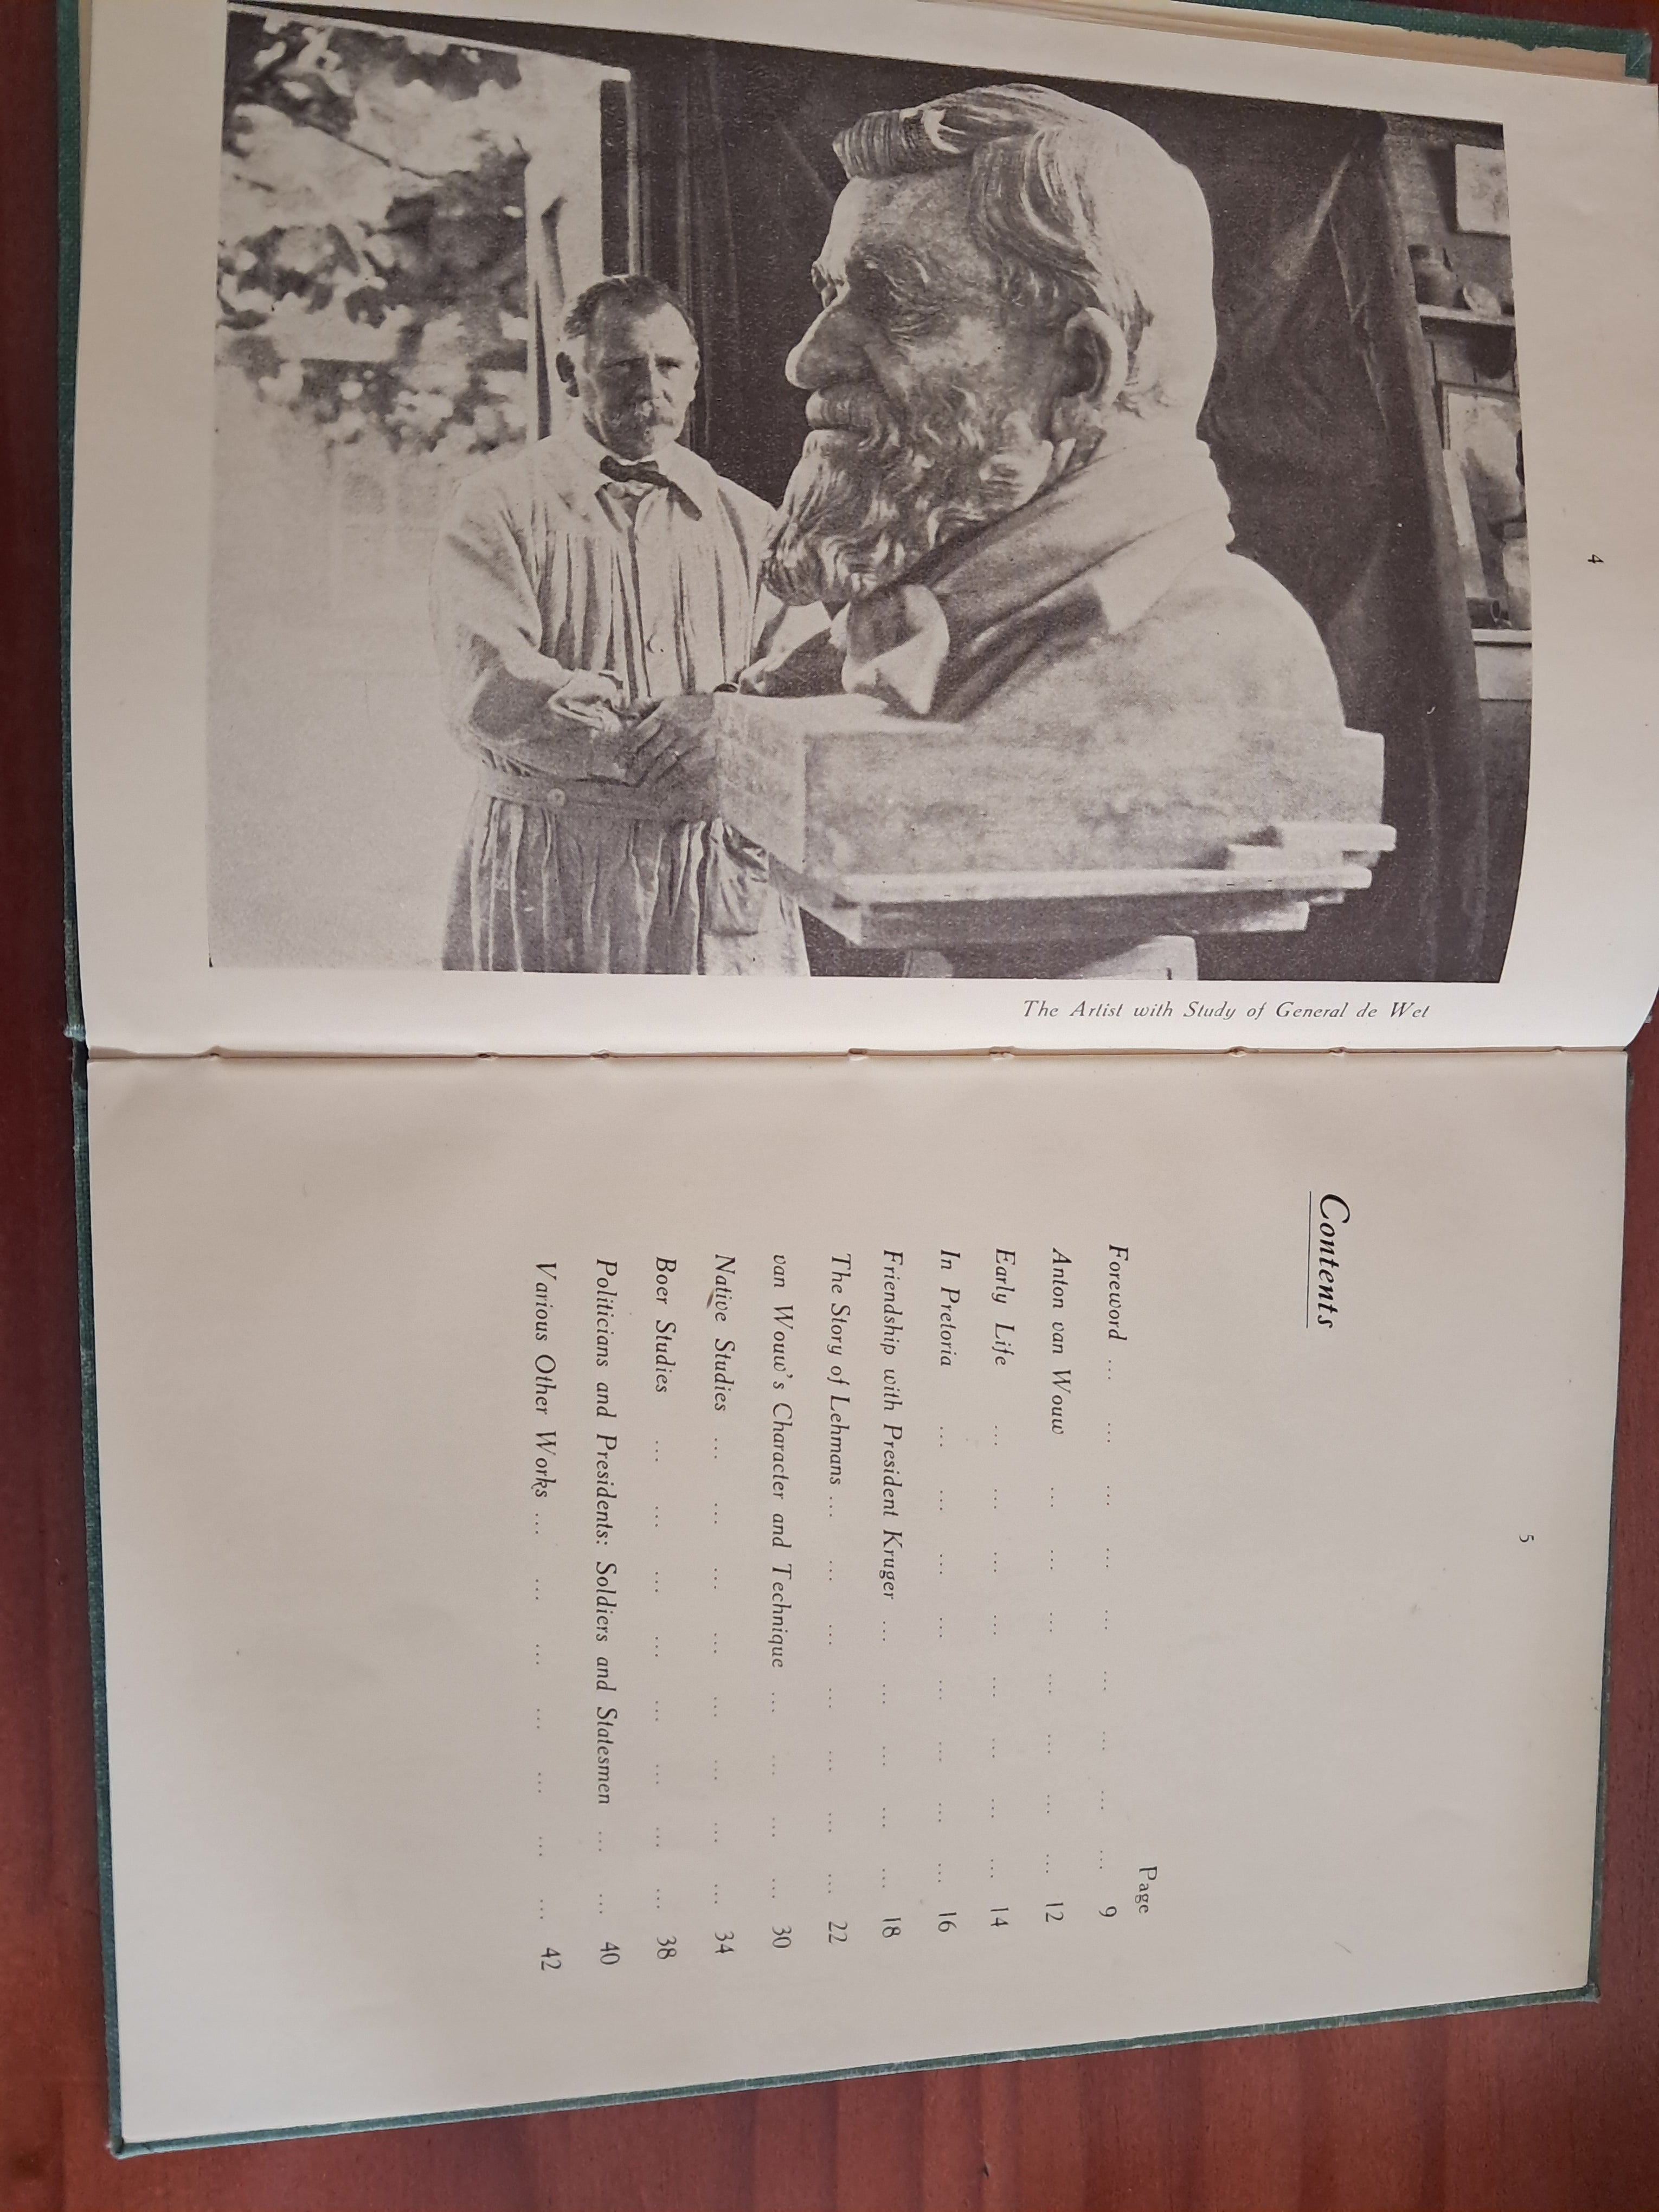 4
The Artist with Study of General de Wet
5
Contents
Page
Foreword ... ... ... ... ... ... ... ... ... 9
Anton van Wouw ... ... ... ... ... ... ... 12
Early Life ... ... ... ... ... ... ... ... 14
In Pretoria ... ... ... ... ... ... ... ... 16
Friendship with President Kruger ... ... ... ... ... 18
The Story of Lehmans ... ... ... ... ... ... ... 22
van Wouw's Character and Technique ... ... ... ... 30
Native Studies ... ... ... ... ... ... ... ... 34
Boer Studies ... ... ... ... ... ... ... ... 38
Politicians and Presidents: Soldiers and Statesmen ... ... 40
Various Other Works ... ... ... ... ... ... ... 42